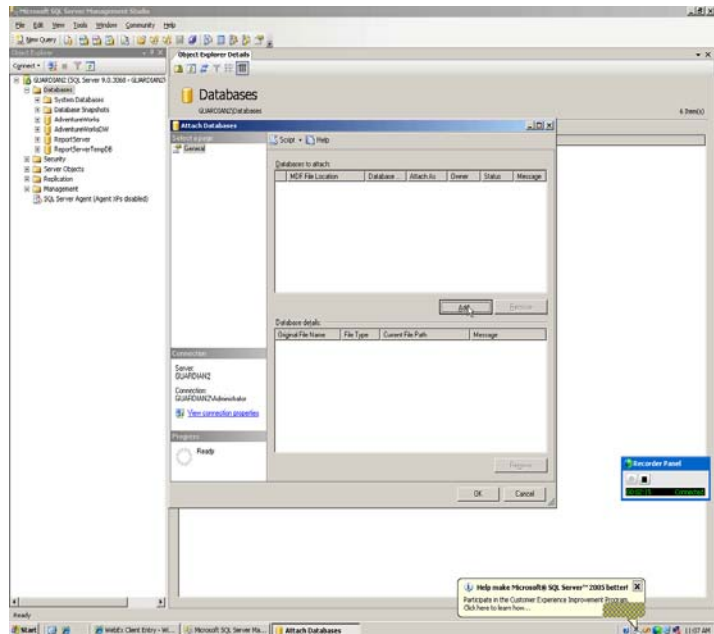 Microsoft SQL Server Management Studio
File Edit View Tools Window Community Help
New Query
Object Explorer
Connect
GUARDIAN2 (SQL Server 9.0.3068 - GUARDIAN2
Databases
System Databases
Database Snapshots
AdventureWorks
AdventureWorksDW
ReportServer
ReportServerTempDB
Security
Server Objects
Replication
Management
SQL Server Agent (Agent XPs disabled)
Object Explorer Details
Databases
GUARDIAN2\Databases
6 Item(s)
Attach Databases
Select a page
General
Script Help
Databases to attach:
MDF File Location Database ... Attach As Owner Status Message
Add Remove
Database details:
Original File Name File Type Current File Path Message
Remove
Connection
Server:
GUARDIAN2
Connection:
GUARDIAN2\Administrator
View connection properties
Progress
Ready
OK Cancel
Recorder Panel
Connected
Help make Microsoft® SQL Server™ 2005 better!
Participate in the Customer Experience Improvement Program.
Click here to learn how...
Ready
Start
WebEx Client Entry - Wi...
Microsoft SQL Server Ma...
Attach Databases
11:07 AM